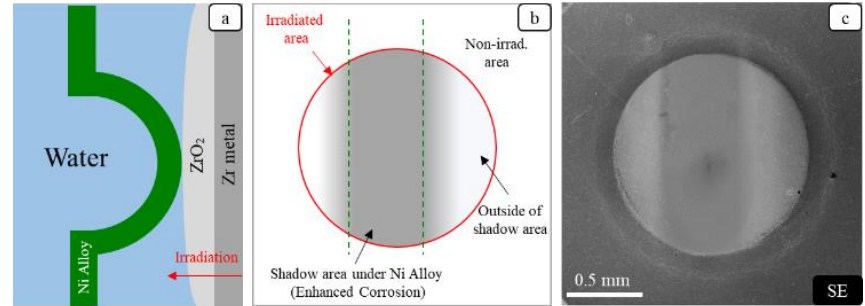 a
Water
Ni Alloy
ZrO₂
Zr metal
Irradiation
b
Irradiated
area
Non-irrad.
area
Outside of
shadow area
Shadow area under Ni Alloy
(Enhanced Corrosion)
c
0.5 mm
SE